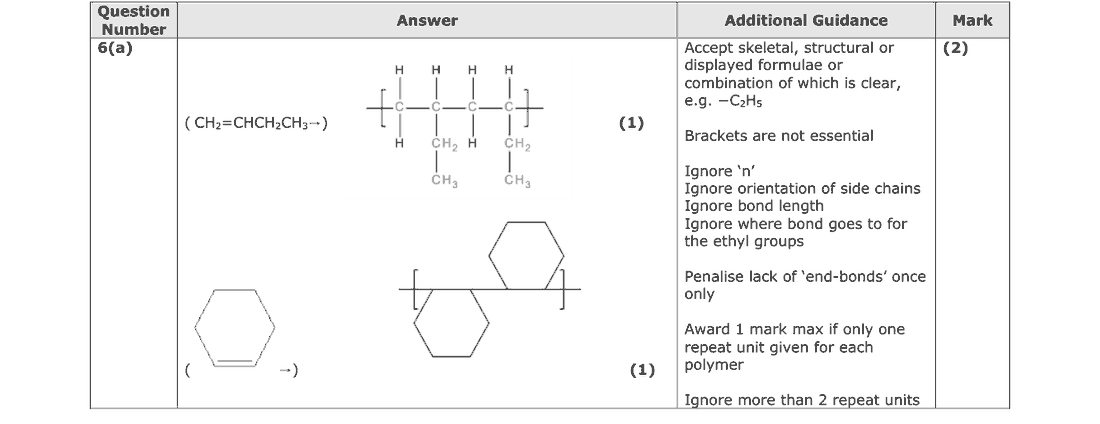 Question Number
Answer
Additional Guidance
Mark
6(a)
( CH₂=CHCH₂CH₃→)
H H H H
C C C C
H CH₂ H CH₂
CH₃ CH₃
(1)
( →)
(1)
Accept skeletal, structural or
displayed formulae or
combination of which is clear,
e.g. −C₂H₅
Brackets are not essential
Ignore ‘n’
Ignore orientation of side chains
Ignore bond length
Ignore where bond goes to for
the ethyl groups
Penalise lack of ‘end-bonds’ once
only
Award 1 mark max if only one
repeat unit given for each
polymer
Ignore more than 2 repeat units
(2)